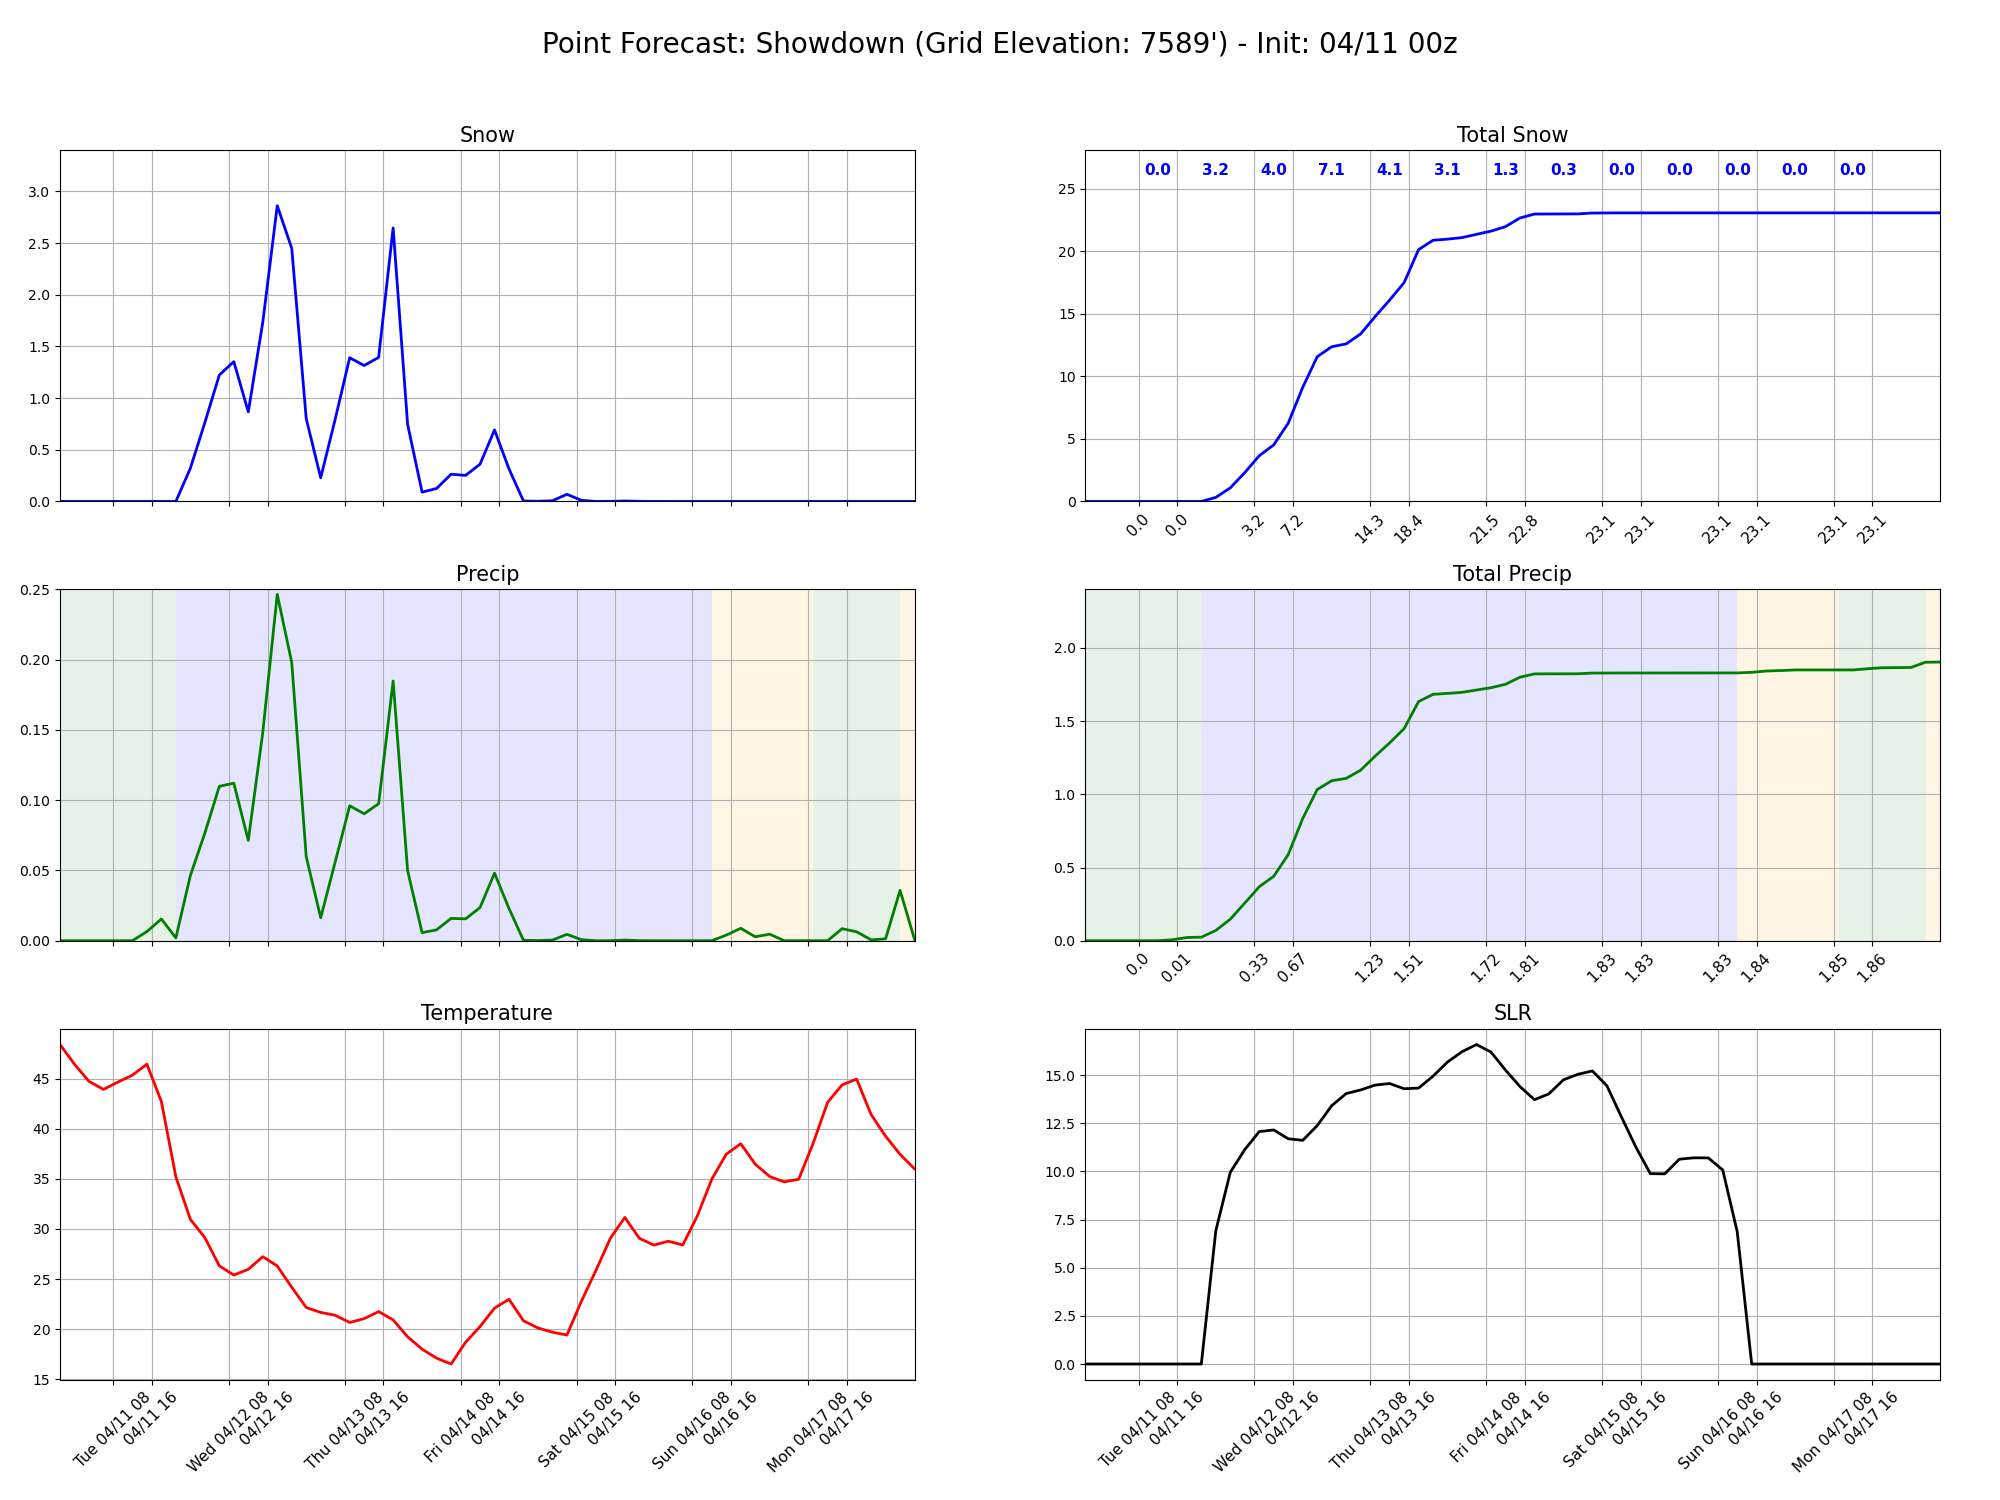 Point Forecast: Showdown (Grid Elevation: 7589') - Init: 04/11 00z
Snow
3.0
2.5
2.0
1.5
1.0
0.5
0.0
Total Snow
0.0 3.2 4.0 7.1 4.1 3.1 1.3 0.3 0.0 0.0 0.0 0.0 0.0
25
20
15
10
5
0
0.0 0.0 3.2 7.2 14.3 18.4 21.5 22.8 23.1 23.1 23.1 23.1 23.1 23.1
Precip
0.25
0.20
0.15
0.10
0.05
0.00
Total Precip
2.0
1.5
1.0
0.5
0.0
0.0 0.01 0.33 0.67 1.23 1.51 1.72 1.81 1.83 1.83 1.83 1.84 1.85 1.86
Temperature
45
40
35
30
25
20
15
Tue 04/11 08
04/11 16
Wed 04/12 08
04/12 16
Thu 04/13 08
04/13 16
Fri 04/14 08
04/14 16
Sat 04/15 08
04/15 16
Sun 04/16 08
04/16 16
Mon 04/17 08
04/17 16
SLR
15.0
12.5
10.0
7.5
5.0
2.5
0.0
Tue 04/11 08
04/11 16
Wed 04/12 08
04/12 16
Thu 04/13 08
04/13 16
Fri 04/14 08
04/14 16
Sat 04/15 08
04/15 16
Sun 04/16 08
04/16 16
Mon 04/17 08
04/17 16